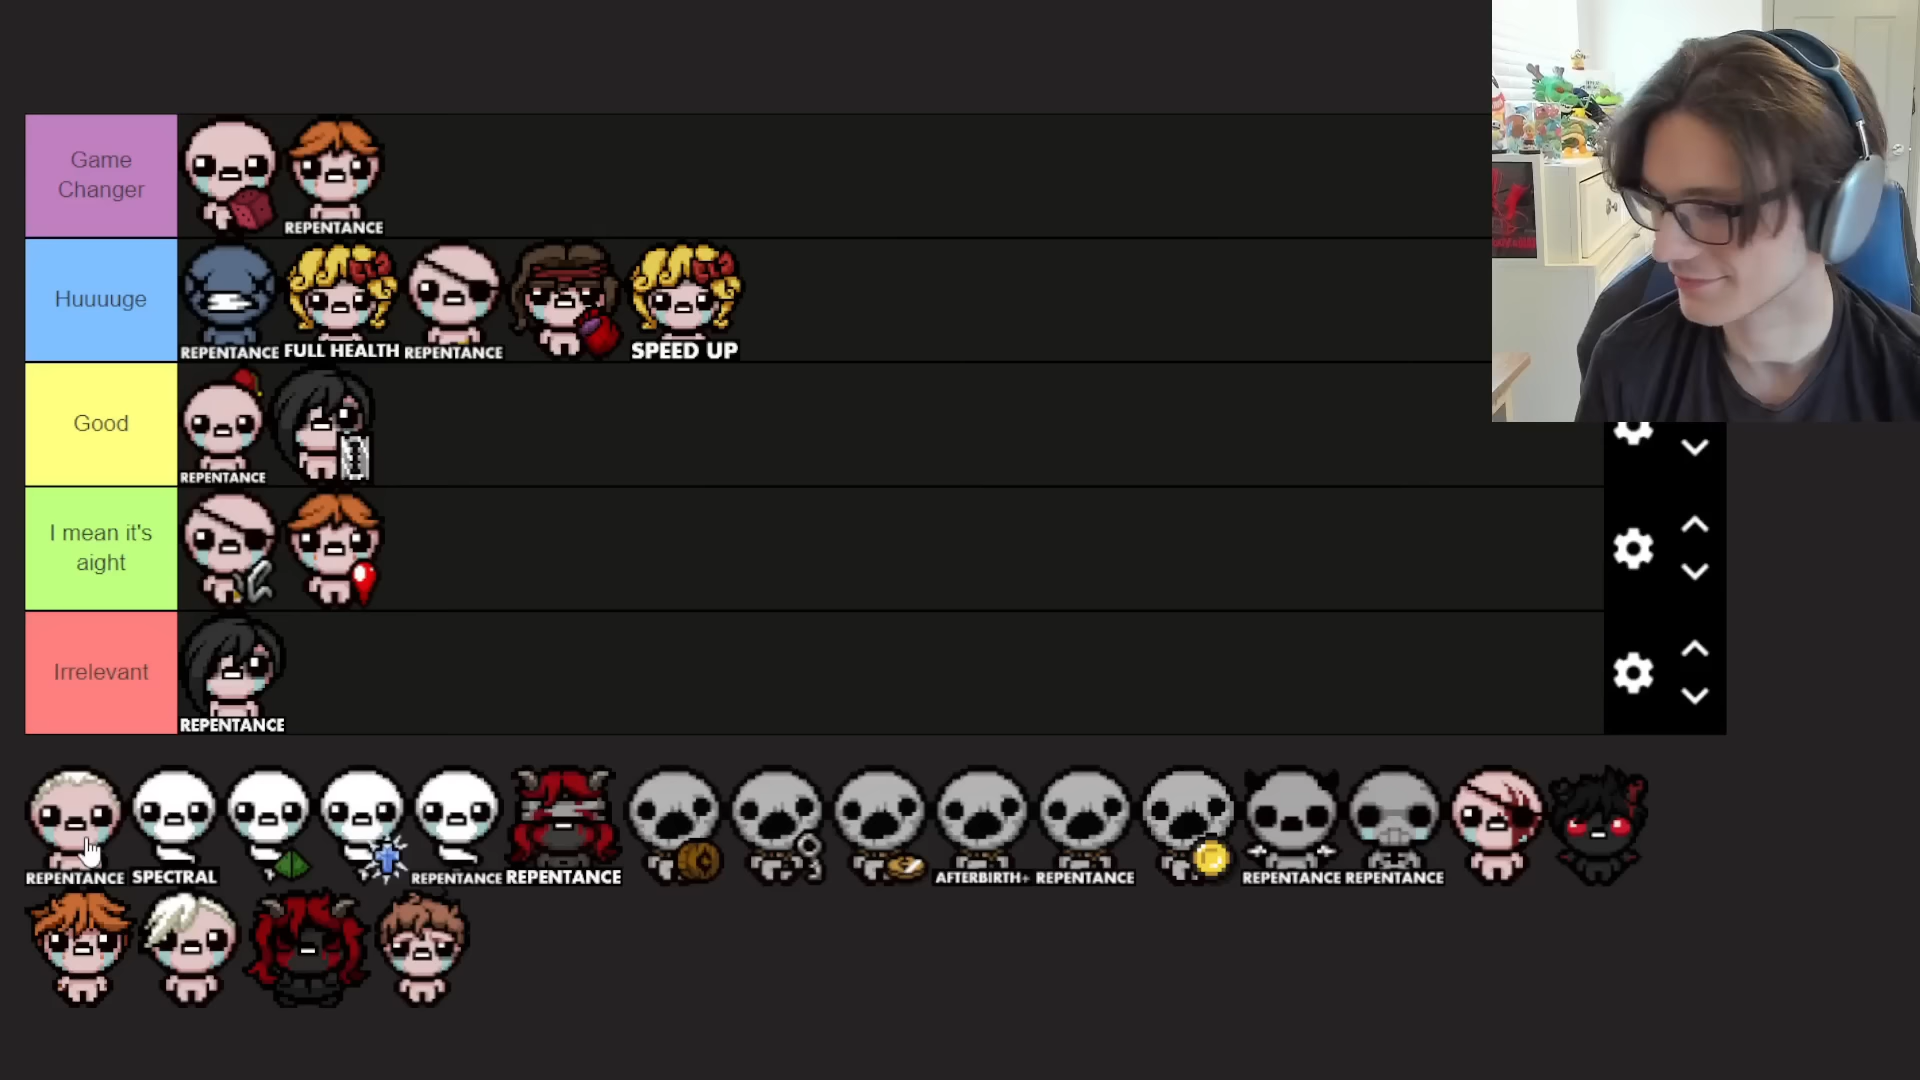 Game
Changer
REPENTANCE
Huuuuge
REPENTANCE FULL HEALTH REPENTANCE SPEED UP
Good
REPENTANCE
I mean it's
aight
Irrelevant
REPENTANCE
REPENTANCE SPECTRAL REPENTANCE REPENTANCE AFTERBIRTH+ REPENTANCE REPENTANCE REPENTANCE